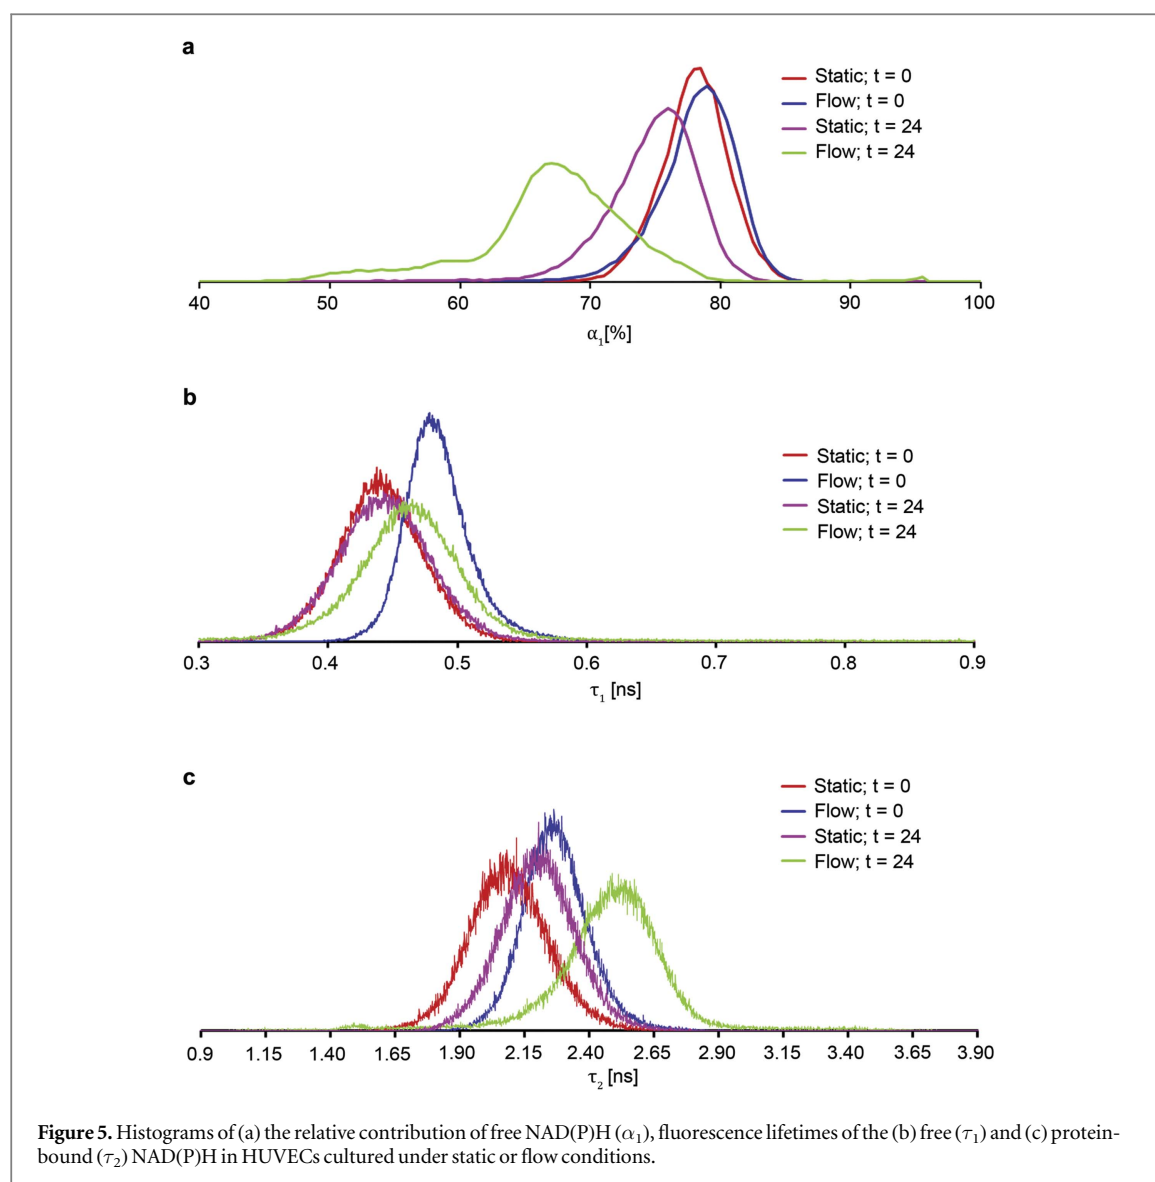 a
Static; t = 0
Flow; t = 0
Static; t = 24
Flow; t = 24
40 50 60 70 80 90 100
α₁[%]
b
Static; t = 0
Flow; t = 0
Static; t = 24
Flow; t = 24
0.3 0.4 0.5 0.6 0.7 0.8 0.9
τ₁ [ns]
c
Static; t = 0
Flow; t = 0
Static; t = 24
Flow; t = 24
0.9 1.15 1.40 1.65 1.90 2.15 2.40 2.65 2.90 3.15 3.40 3.65 3.90
τ₂ [ns]
Figure 5. Histograms of (a) the relative contribution of free NAD(P)H (α₁), fluorescence lifetimes of the (b) free (τ₁) and (c) protein-
bound (τ₂) NAD(P)H in HUVECs cultured under static or flow conditions.